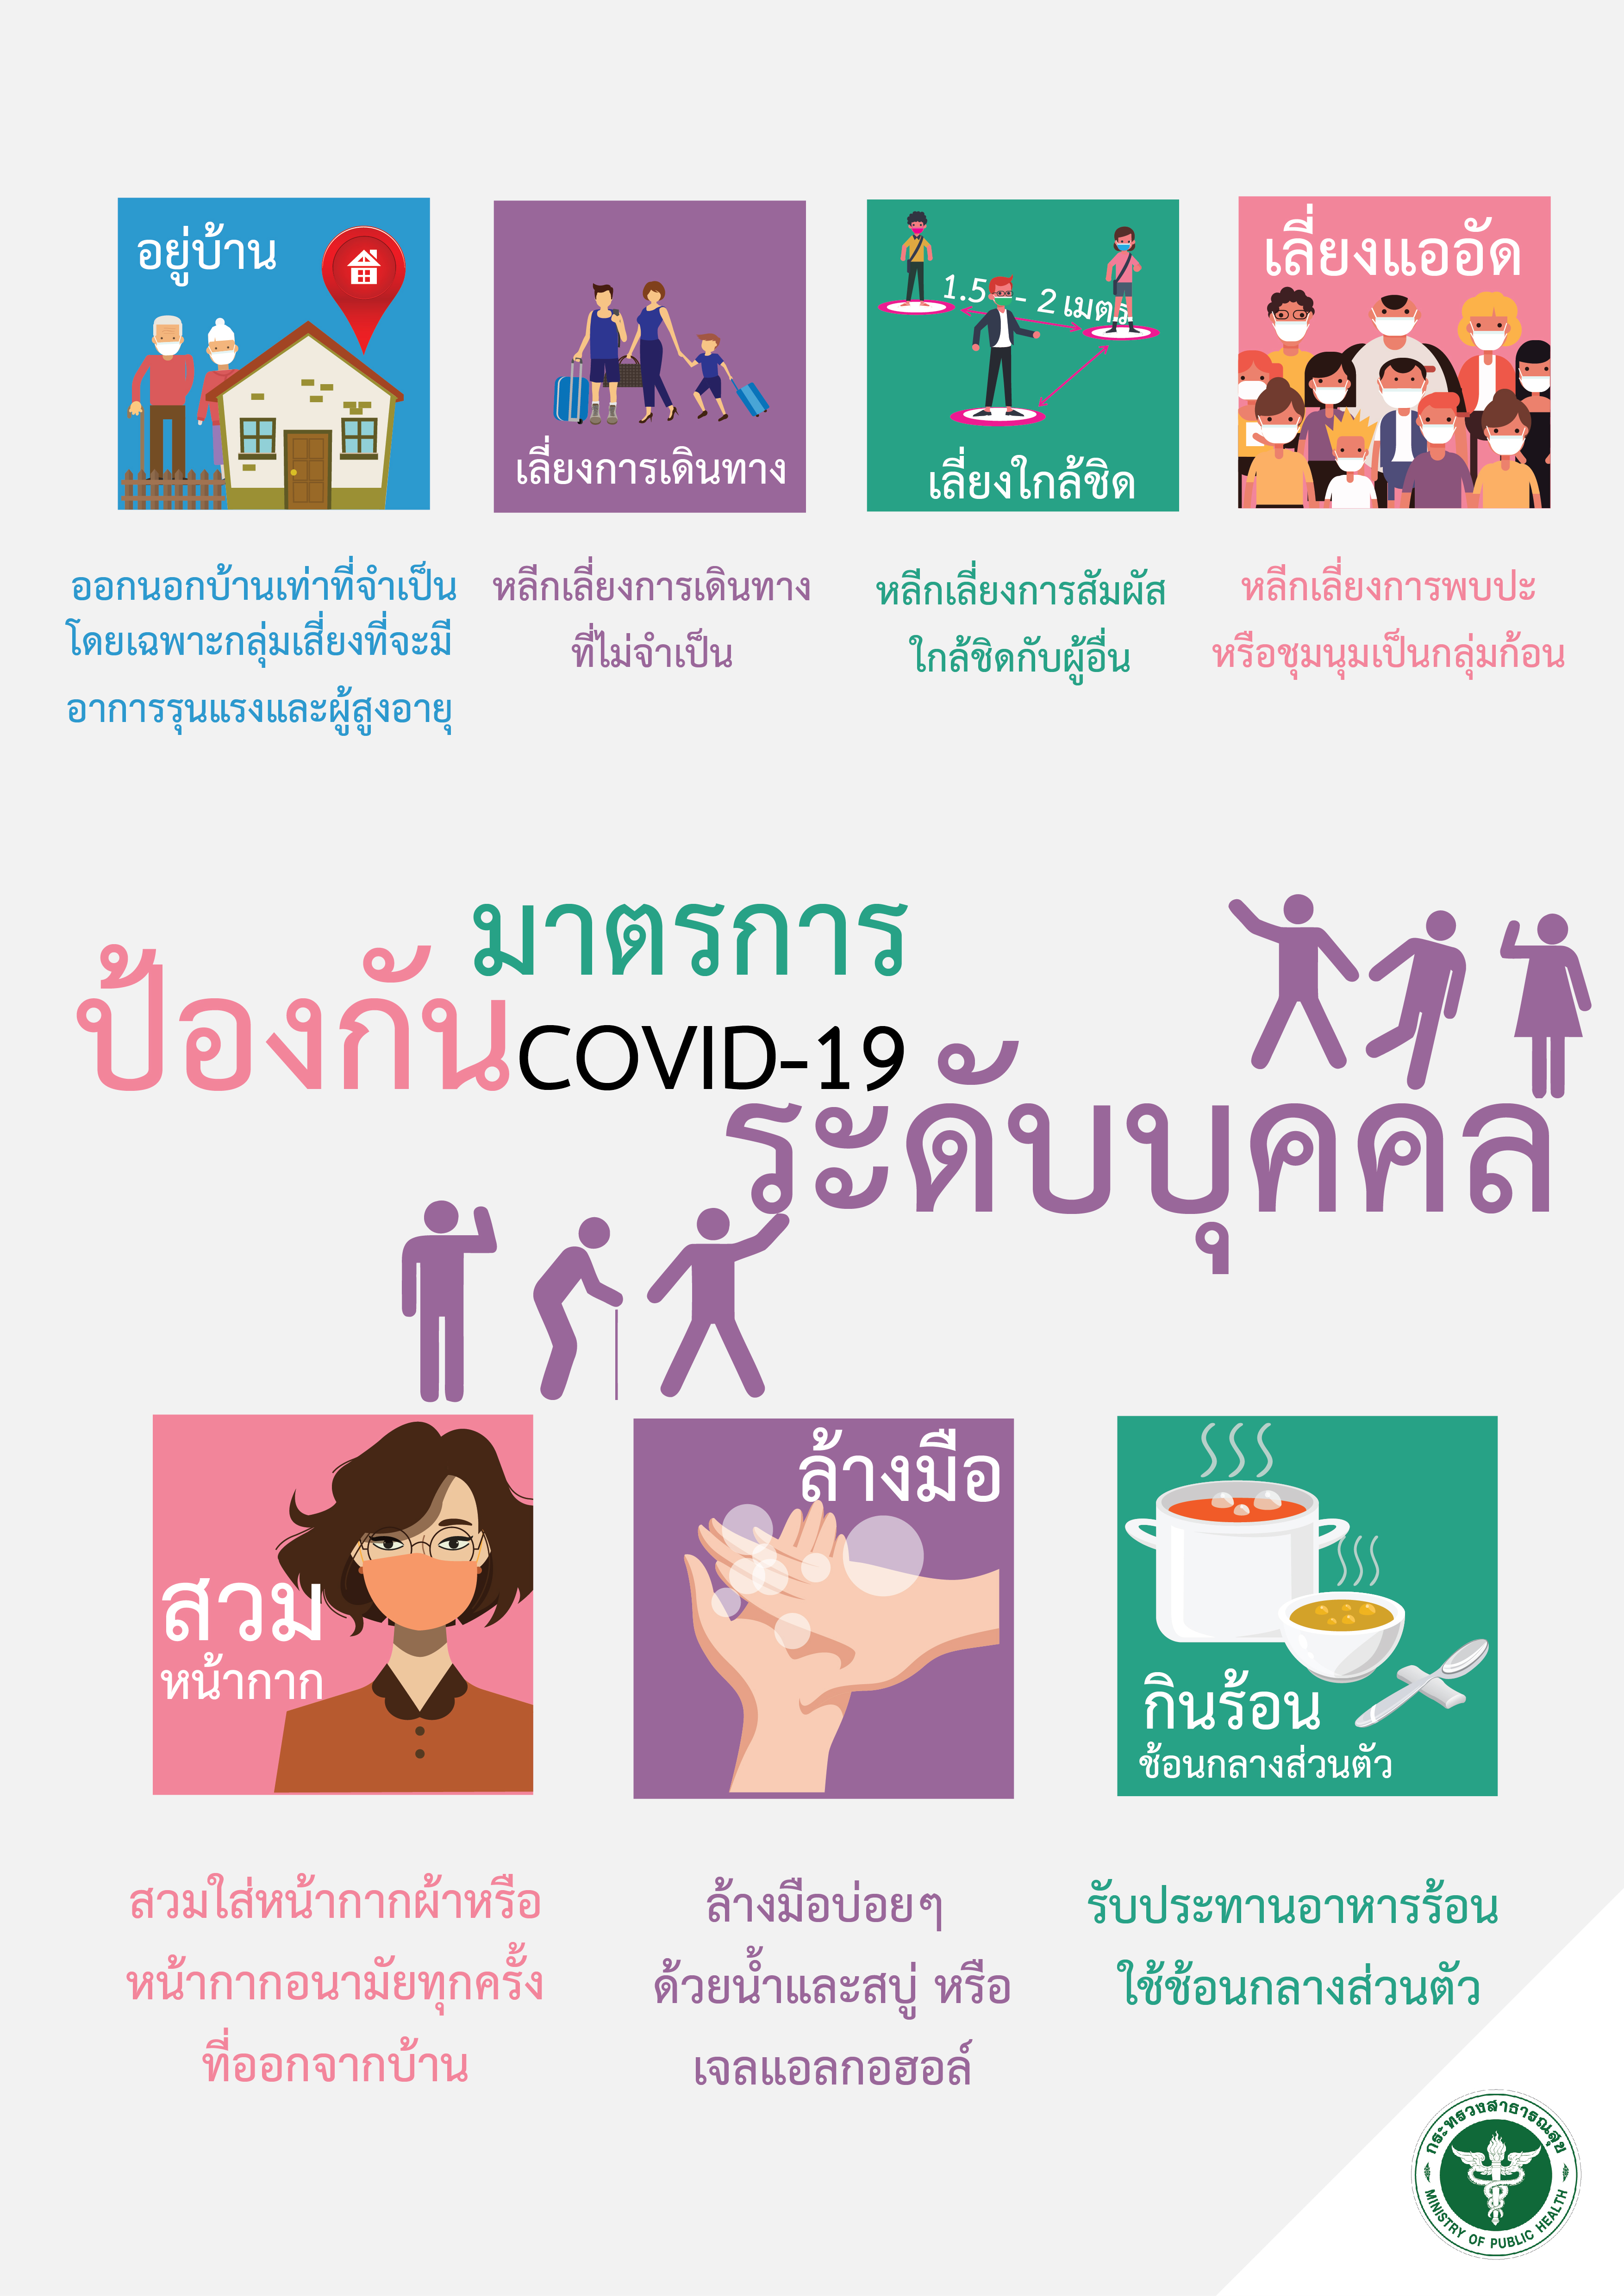 อยู่บ้าน
ออกนอกบ้านเท่าที่จำเป็น
โดยเฉพาะกลุ่มเสี่ยงที่จะมี
อาการรุนแรงและผู้สูงอายุ
เลี่ยงการเดินทาง
หลีกเลี่ยงการเดินทาง
ที่ไม่จำเป็น
1.5 - 2 เมตร
เลี่ยงใกล้ชิด
หลีกเลี่ยงการสัมผัส
ใกล้ชิดกับผู้อื่น
เลี่ยงแออัด
หลีกเลี่ยงการพบปะ
หรือชุมนุมเป็นกลุ่มก้อน
มาตรการ
ป้องกัน
COVID-19
ระดับบุคคล
สวม
หน้ากาก
สวมใส่หน้ากากผ้าหรือ
หน้ากากอนามัยทุกครั้ง
ที่ออกจากบ้าน
ล้างมือ
ล้างมือบ่อยๆ
ด้วยน้ำและสบู่ หรือ
เจลแอลกอฮอล์
กินร้อน
ช้อนกลางส่วนตัว
รับประทานอาหารร้อน
ใช้ช้อนกลางส่วนตัว
กระทรวงสาธารณสุข
MINISTRY OF PUBLIC HEALTH